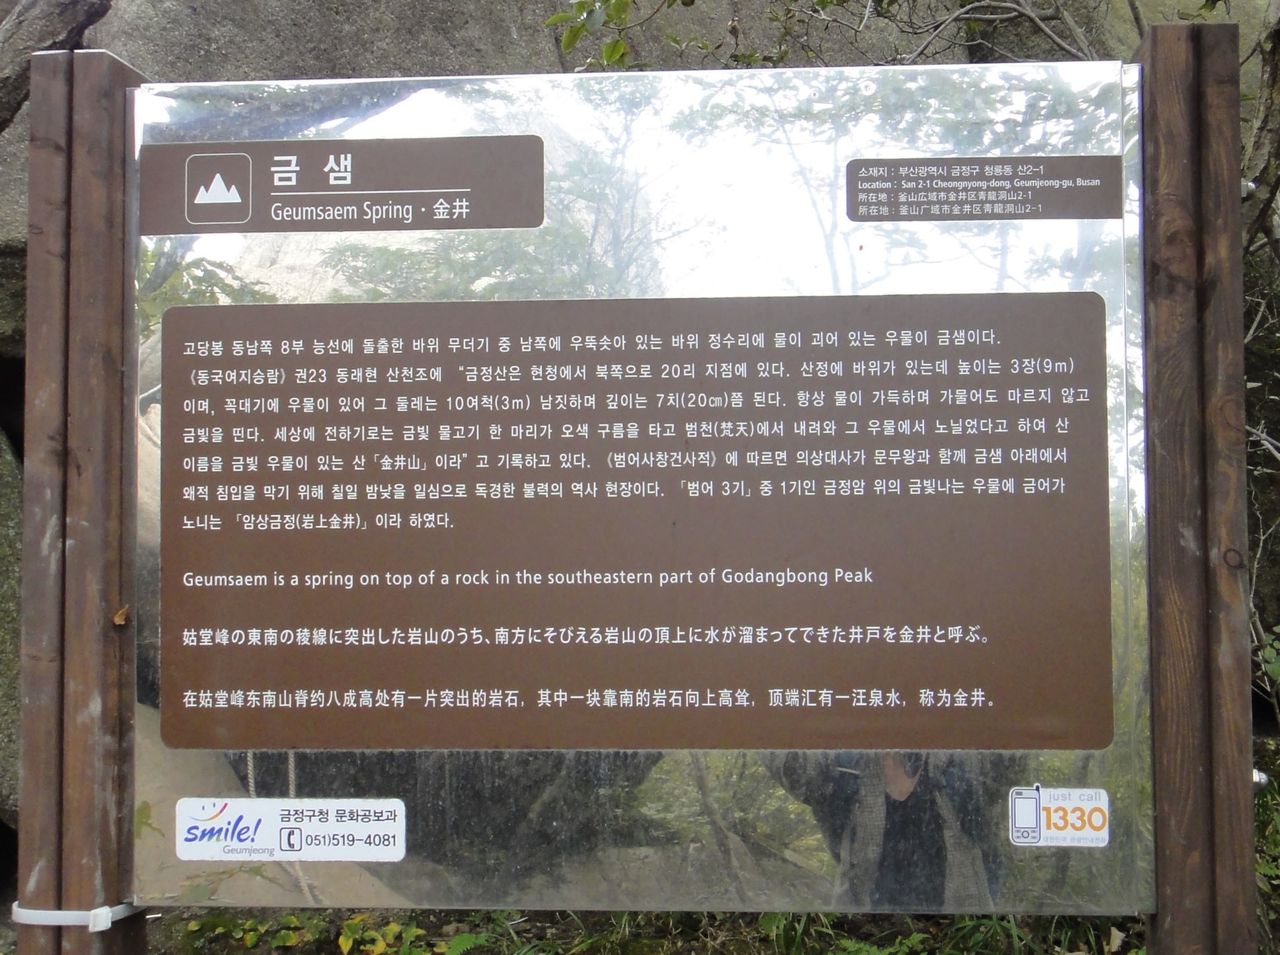 금 샘
Geumsaem Spring · 金井
소재지 : 부산광역시 금정구 청룡동 산2-1
Location : San 2-1 Cheongnyong-dong, Geumjeong-gu, Busan
所在地 : 釜山広域市金井区青龍洞山2-1
所在地 : 釜山广域市金井区青龍洞山2-1
고당봉 동남쪽 8부 능선에 돌출한 바위 무더기 중 남쪽에 우뚝솟아 있는 바위 정수리에 물이 괴어 있는 우물이 금샘이다.
《동국여지승람》 권23 동래현 산천조에 “금정산은 현청에서 북쪽으로 20리 지점에 있다. 산정에 바위가 있는데 높이는 3장(9m)
이며, 꼭대기에 우물이 있어 그 둘레는 10여척(3m) 남짓하며 깊이는 7치(20㎝)쯤 된다. 항상 물이 가득하며 가물어도 마르지 않고
금빛을 띤다. 세상에 전하기로는 금빛 물고기 한 마리가 오색 구름을 타고 범천(梵天)에서 내려와 그 우물에서 노닐었다고 하여 산
이름을 금빛 우물이 있는 산「金井山」이라” 고 기록하고 있다. 《범어사창건사적》에 따르면 의상대사가 문무왕과 함께 금샘 아래에서
왜적 침입을 막기 위해 칠일 밤낮을 일심으로 독경한 불력의 역사 현장이다. 「범어 3기」중 1기인 금정암 위의 금빛나는 우물에 금어가
노니는 「암상금정(岩上金井)」이라 하였다.
Geumsaem is a spring on top of a rock in the southeastern part of Godangbong Peak
姑堂峰の東南の稜線に突出した岩山のうち、南方にそびえる岩山の頂上に水が溜まってできた井戸を金井と呼ぶ。
在姑堂峰东南山脊约八成高处有一片突出的岩石，其中一块靠南的岩石向上高耸，顶端汇有一汪泉水，称为金井。
smile!
Geumjeong
금정구청 문화공보과
051)519-4081
just call
1330
대한민국 관광안내전화